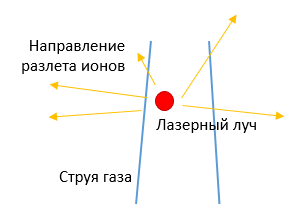 Направление
разлета ионов
Лазерный луч
Струя газа